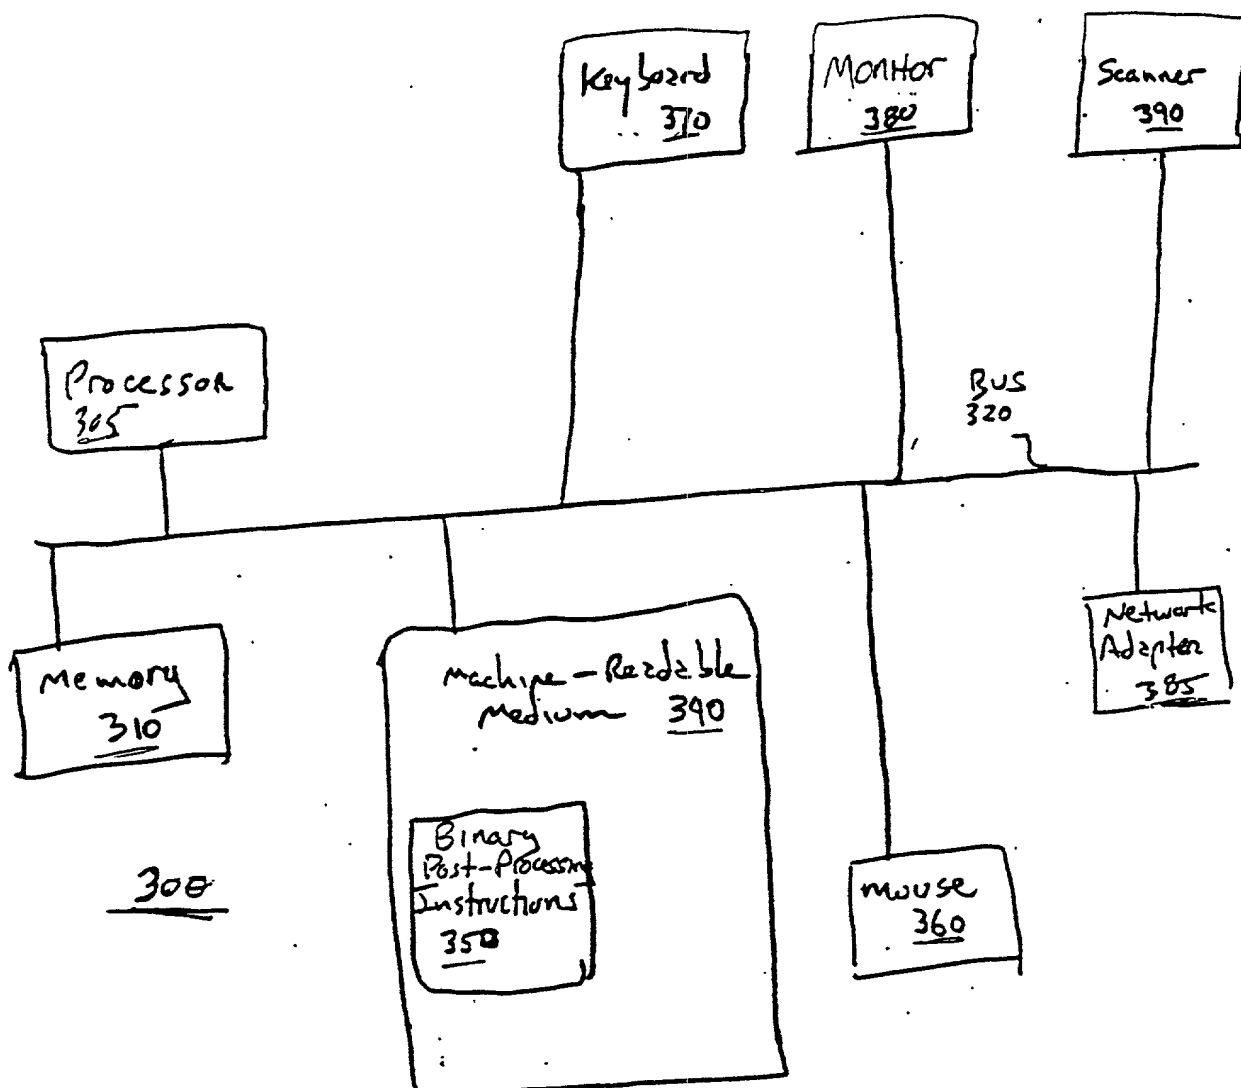 Keyboard
370
Monitor
380
Scanner
390
Processor
305
Bus
320
Memory
310
Machine-Readable
Medium 340
Network
Adapter
385
Binary
Post-Processing
Instructions
350
mouse
360
300